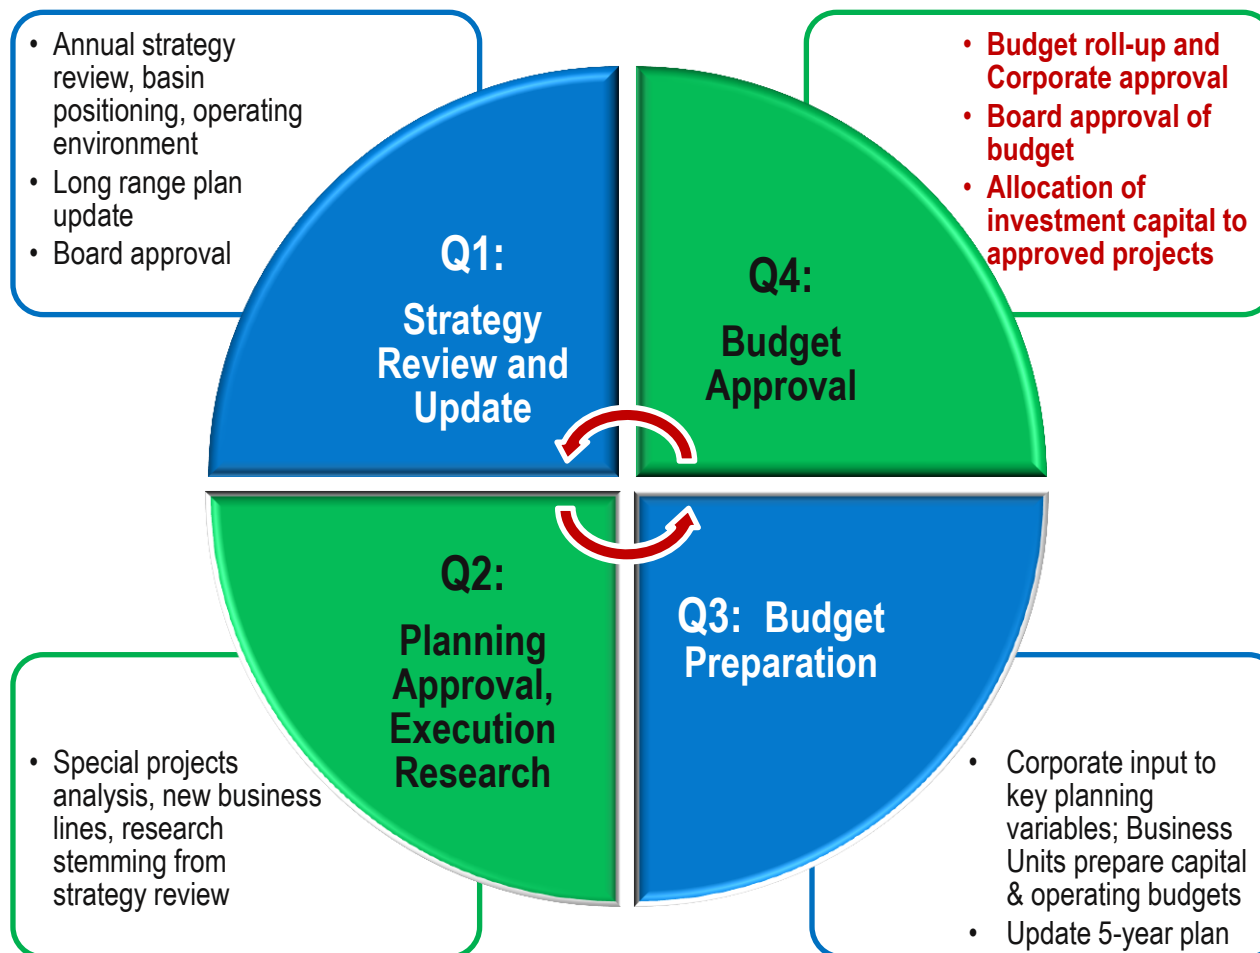 • Annual strategy
review, basin
positioning, operating
environment
• Long range plan
update
• Board approval
Q1:
Strategy
Review and
Update
• Budget roll-up and
Corporate approval
• Board approval of
budget
• Allocation of
investment capital to
approved projects
Q4:
Budget
Approval
Q2:
Planning
Approval,
Execution
Research
• Special projects
analysis, new business
lines, research
stemming from
strategy review
Q3: Budget
Preparation
• Corporate input to
key planning
variables; Business
Units prepare capital
& operating budgets
• Update 5-year plan